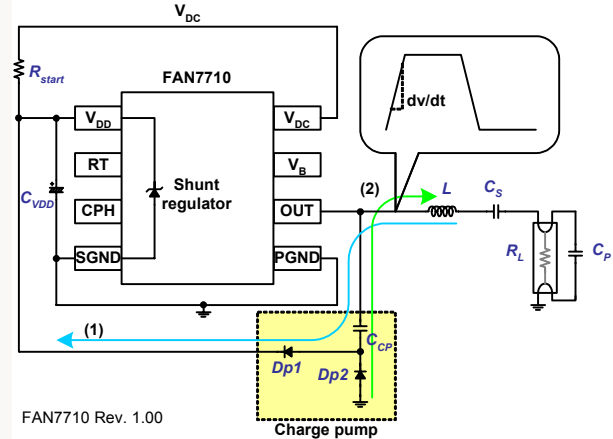 VDC
Rstart
FAN7710
VDD
VDC
dv/dt
RT
VB
Shunt
regulator
(2)
L
CS
CVDD
CPH
OUT
RL
CP
SGND
PGND
(1)
CCP
Dp1
Dp2
FAN7710 Rev. 1.00
Charge pump